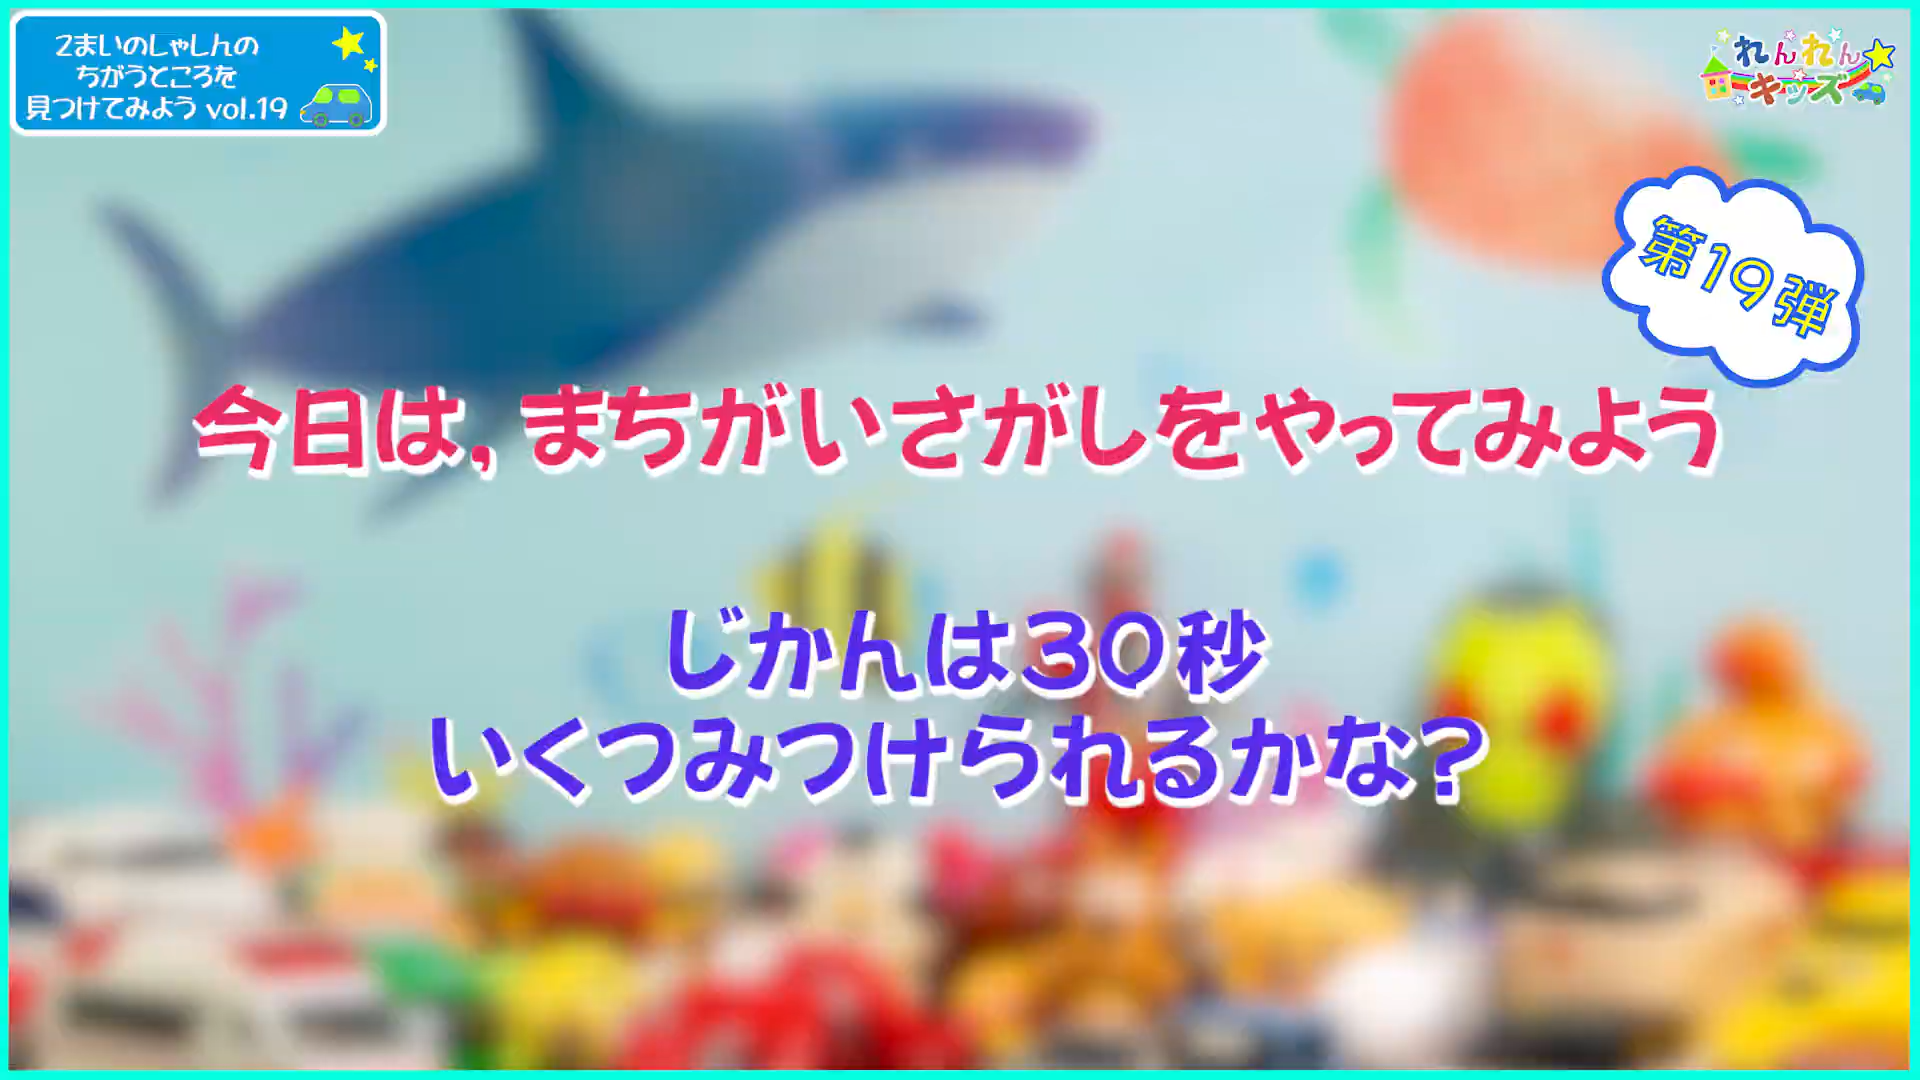 2まいのしゃしんの
ちがうところを
見つけてみよう vol.19
れんれん
キッズ
第19弾
今日は,まちがいさがしをやってみよう
じかんは30秒
いくつみつけられるかな?